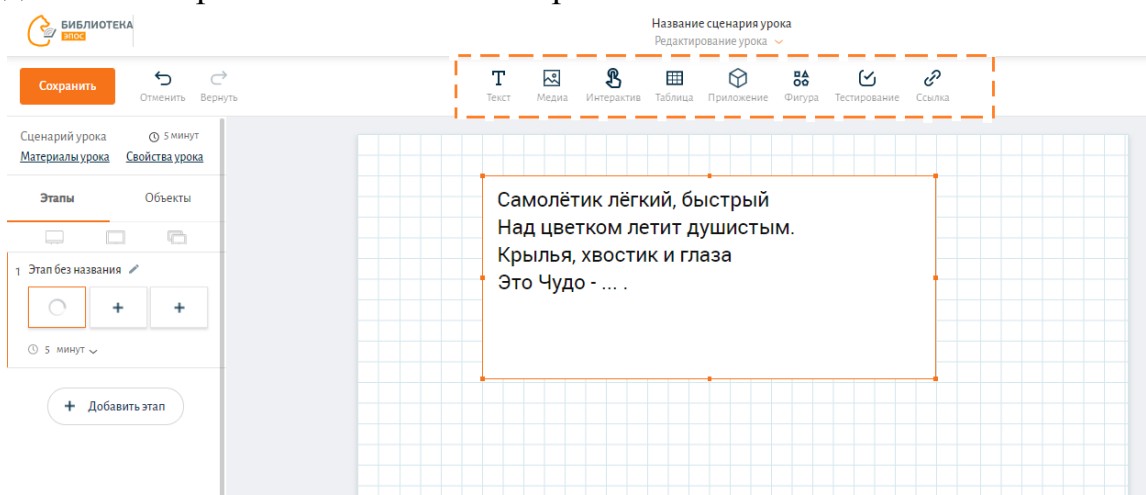 БИБЛИОТЕКА
ЭПОС
Название сценария урока
Редактирование урока
Сохранить
Отменить Вернуть
Текст Медиа Интерактив Таблица Приложение Фигура Тестирование Ссылка
Сценарий урока 5 минут
Материалы урока Свойства урока
Этапы Объекты
1 Этап без названия
5 минут
Добавить этап
Самолётик лёгкий, быстрый
Над цветком летит душистым.
Крылья, хвостик и глаза
Это Чудо - ... .